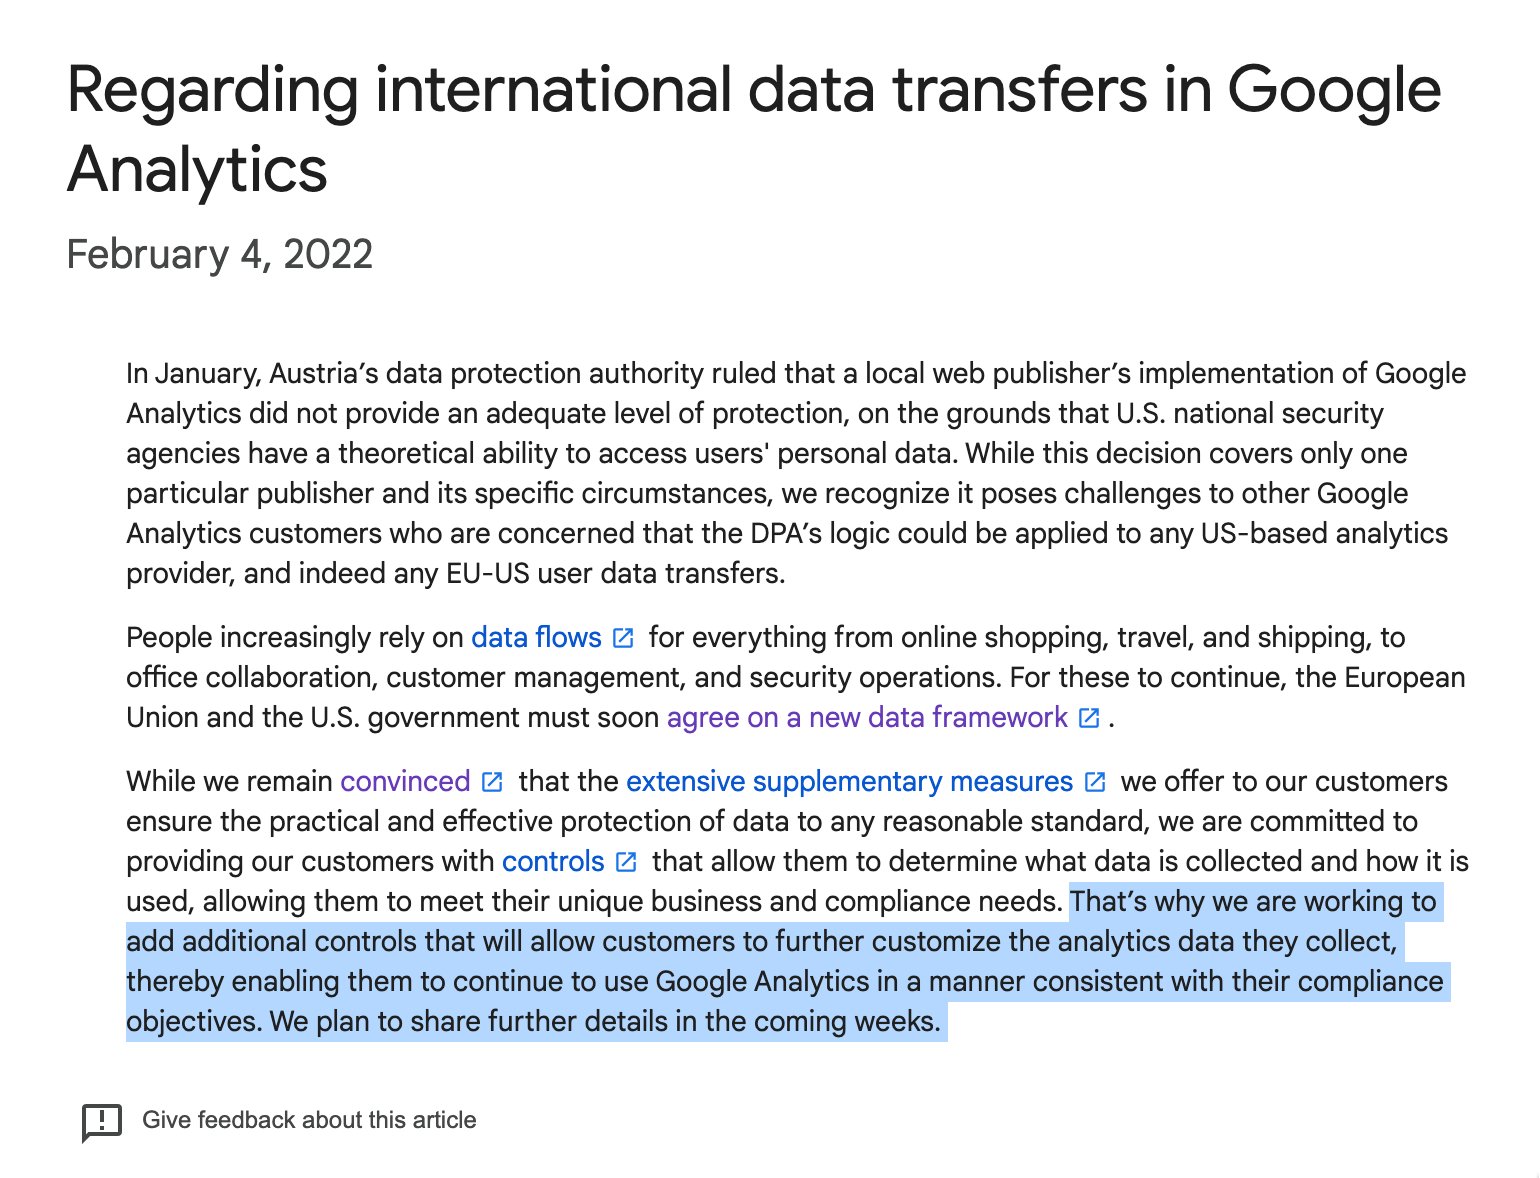 Regarding international data transfers in Google
Analytics
February 4, 2022
In January, Austria’s data protection authority ruled that a local web publisher’s implementation of Google
Analytics did not provide an adequate level of protection, on the grounds that U.S. national security
agencies have a theoretical ability to access users' personal data. While this decision covers only one
particular publisher and its specific circumstances, we recognize it poses challenges to other Google
Analytics customers who are concerned that the DPA’s logic could be applied to any US-based analytics
provider, and indeed any EU-US user data transfers.
People increasingly rely on data flows for everything from online shopping, travel, and shipping, to
office collaboration, customer management, and security operations. For these to continue, the European
Union and the U.S. government must soon agree on a new data framework .
While we remain convinced that the extensive supplementary measures we offer to our customers
ensure the practical and effective protection of data to any reasonable standard, we are committed to
providing our customers with controls that allow them to determine what data is collected and how it is
used, allowing them to meet their unique business and compliance needs. That’s why we are working to
add additional controls that will allow customers to further customize the analytics data they collect,
thereby enabling them to continue to use Google Analytics in a manner consistent with their compliance
objectives. We plan to share further details in the coming weeks.
Give feedback about this article